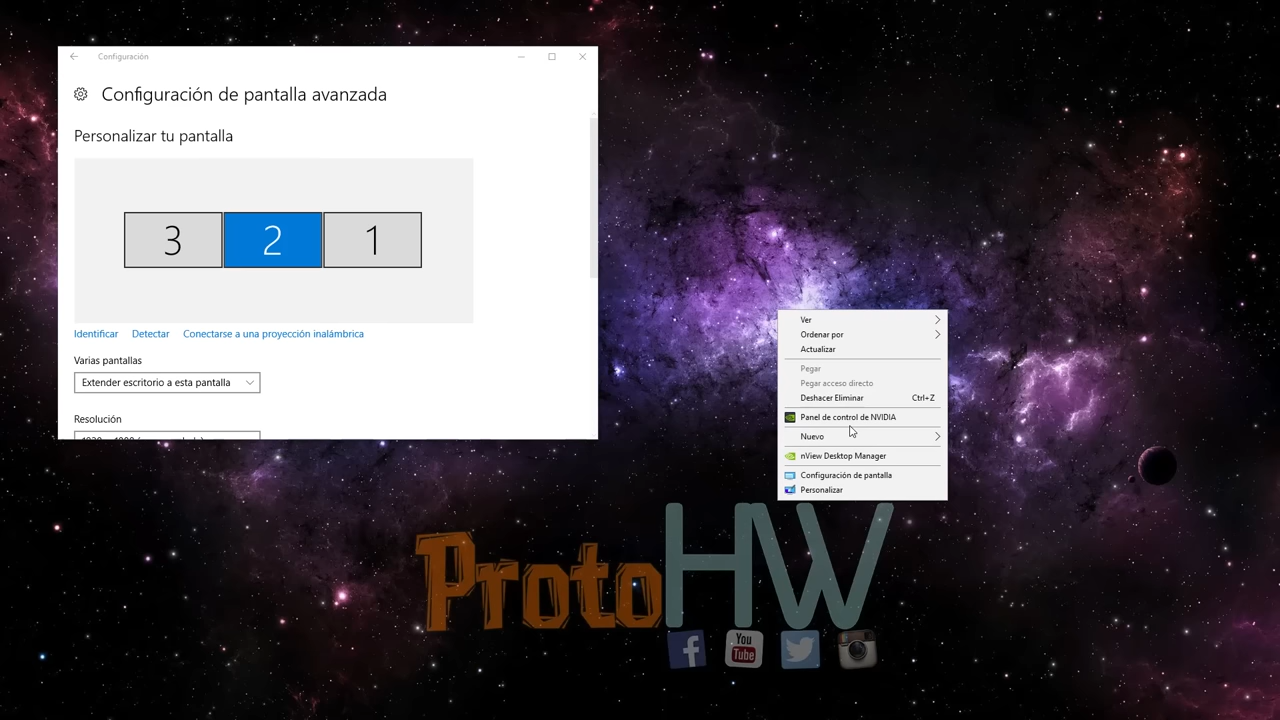 Configuración
Configuración de pantalla avanzada
Personalizar tu pantalla
3 2 1
Identificar Detectar Conectarse a una proyección inalámbrica
Varias pantallas
Extender escritorio a esta pantalla
Resolución
Ver
Ordenar por
Actualizar
Pegar
Pegar acceso directo
Deshacer Eliminar Ctrl+Z
Panel de control de NVIDIA
Nuevo
nView Desktop Manager
Configuración de pantalla
Personalizar
ProtoHW
f You Tube